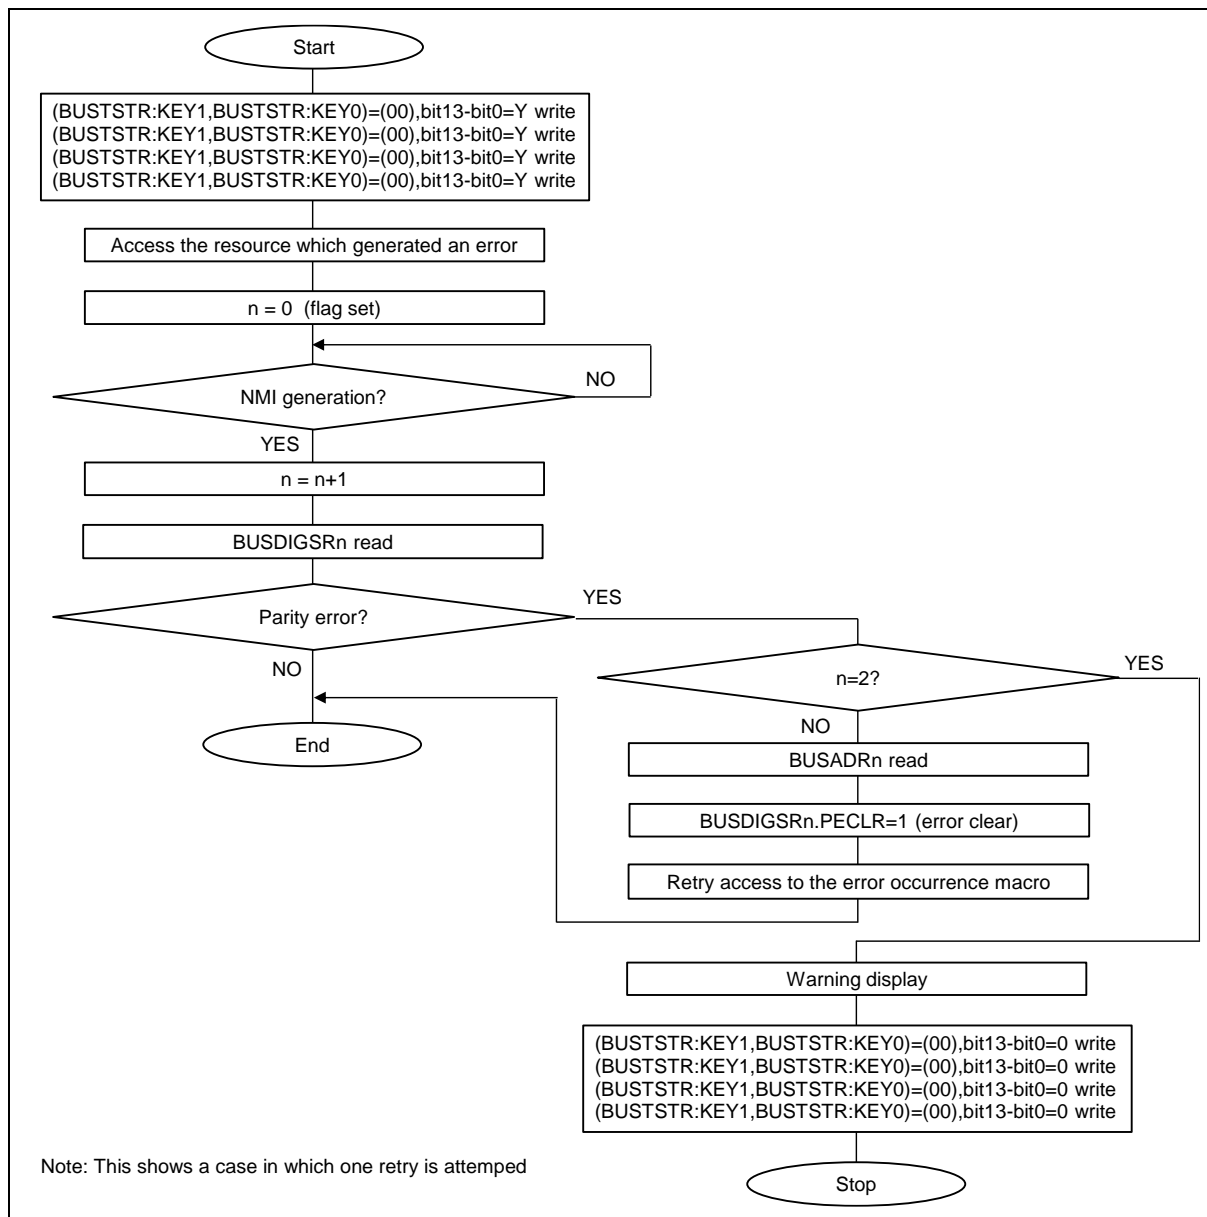 Start
(BUSTSTR:KEY1,BUSTSTR:KEY0)=(00),bit13-bit0=Y write
(BUSTSTR:KEY1,BUSTSTR:KEY0)=(00),bit13-bit0=Y write
(BUSTSTR:KEY1,BUSTSTR:KEY0)=(00),bit13-bit0=Y write
(BUSTSTR:KEY1,BUSTSTR:KEY0)=(00),bit13-bit0=Y write
Access the resource which generated an error
n = 0 (flag set)
NMI generation?
NO
YES
n = n+1
BUSDIGSRn read
Parity error?
YES
NO
End
n=2?
YES
NO
BUSADRn read
BUSDIGSRn.PECLR=1 (error clear)
Retry access to the error occurrence macro
Warning display
(BUSTSTR:KEY1,BUSTSTR:KEY0)=(00),bit13-bit0=0 write
(BUSTSTR:KEY1,BUSTSTR:KEY0)=(00),bit13-bit0=0 write
(BUSTSTR:KEY1,BUSTSTR:KEY0)=(00),bit13-bit0=0 write
(BUSTSTR:KEY1,BUSTSTR:KEY0)=(00),bit13-bit0=0 write
Stop
Note: This shows a case in which one retry is attemped